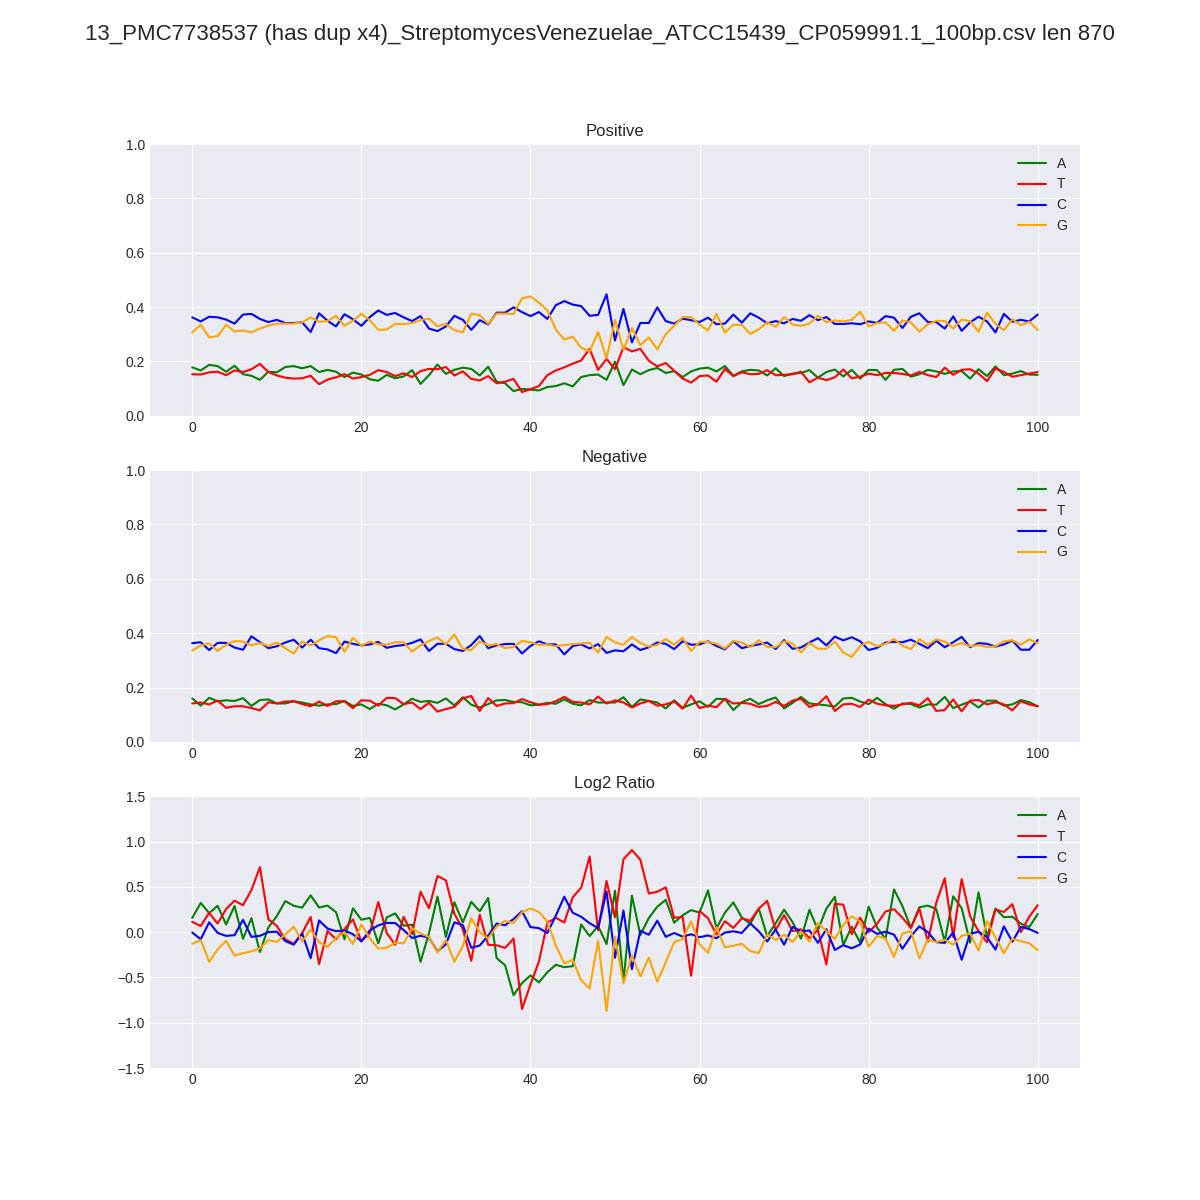 13_PMC7738537 (has dup x4)_StreptomycesVenezuelae_ATCC15439_CP059991.1_100bp.csv len 870
Positive
1.0
0.8
0.6
0.4
0.2
0.0
A
T
C
G
0 20 40 60 80 100
Negative
1.0
0.8
0.6
0.4
0.2
0.0
A
T
C
G
0 20 40 60 80 100
Log2 Ratio
1.5
1.0
0.5
0.0
−0.5
−1.0
−1.5
A
T
C
G
0 20 40 60 80 100